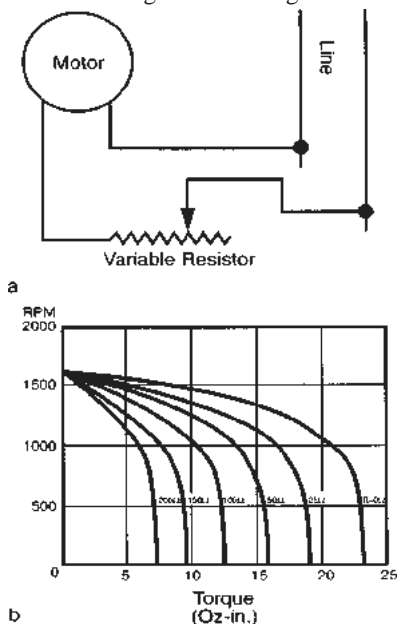 Motor
Line
Variable Resistor
a
RPM
2000
1500
1000
500
0
5
10
15
20
25
Torque
(Oz-in.)
b